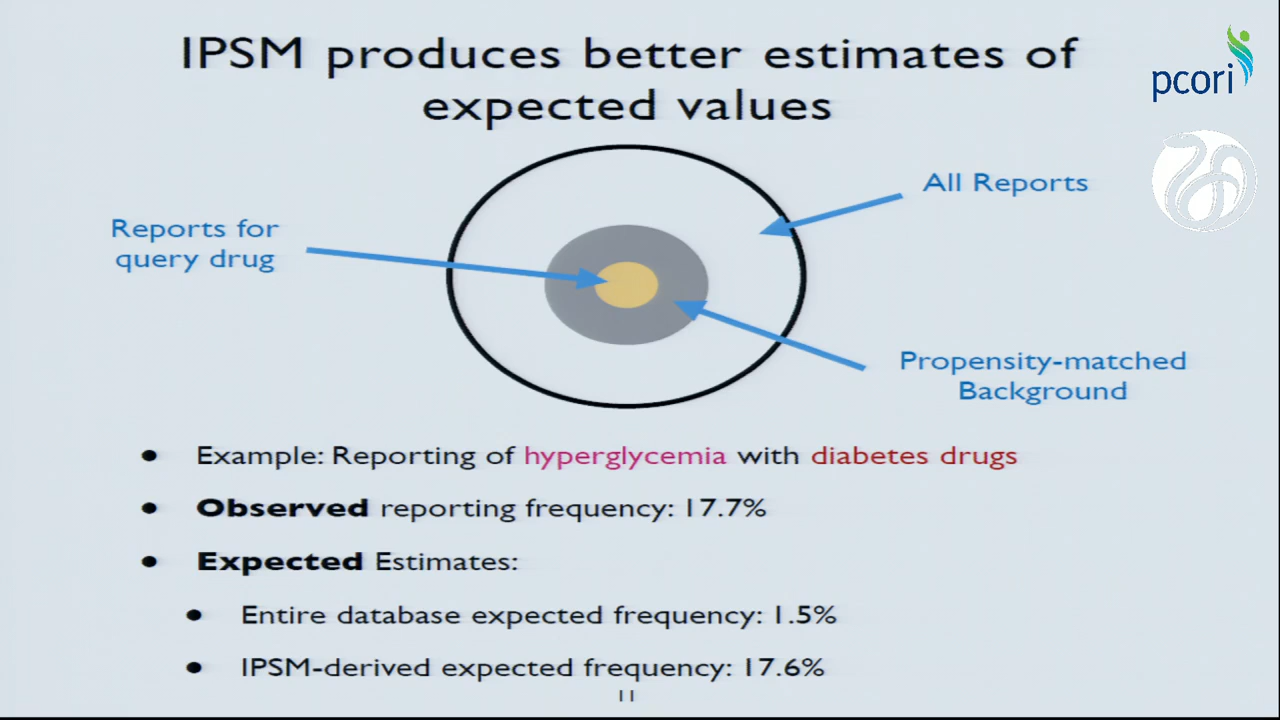 IPSM produces better estimates of
expected values
pcori
All Reports
Reports for
query drug
Propensity-matched
Background
• Example: Reporting of hyperglycemia with diabetes drugs
• Observed reporting frequency: 17.7%
• Expected Estimates:
• Entire database expected frequency: 1.5%
• IPSM-derived expected frequency: 17.6%
11